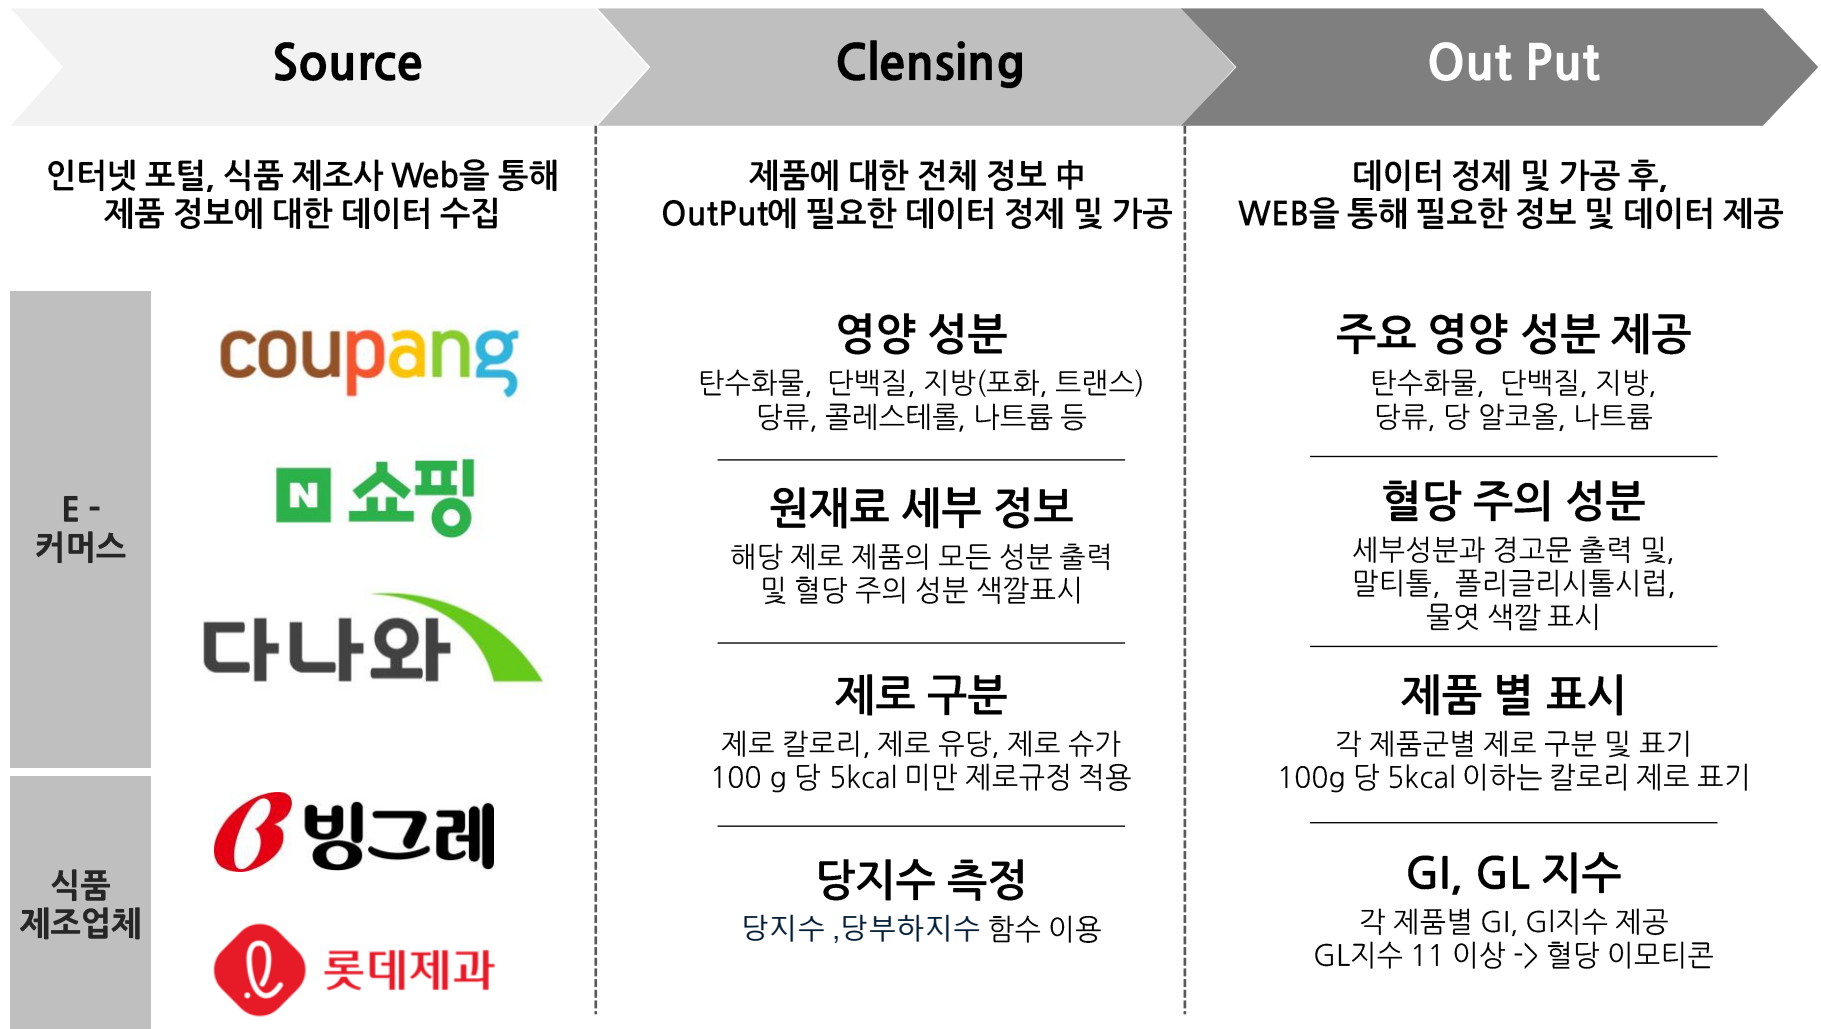 Source
Clensing
Out Put
인터넷 포털, 식품 제조사 Web을 통해
제품 정보에 대한 데이터 수집
제품에 대한 전체 정보 中
OutPut에 필요한 데이터 정제 및 가공
데이터 정제 및 가공 후,
WEB을 통해 필요한 정보 및 데이터 제공
E -
커머스
coupang
N 쇼핑
다나와
식품
제조업체
B 빙그레
롯데제과
영양 성분
탄수화물, 단백질, 지방(포화, 트랜스)
당류, 콜레스테롤, 나트륨 등
원재료 세부 정보
해당 제로 제품의 모든 성분 출력
및 혈당 주의 성분 색깔표시
제로 구분
제로 칼로리, 제로 유당, 제로 슈가
100 g 당 5kcal 미만 제로규정 적용
당지수 측정
당지수 ,당부하지수 함수 이용
주요 영양 성분 제공
탄수화물, 단백질, 지방,
당류, 당 알코올, 나트륨
혈당 주의 성분
세부성분과 경고문 출력 및,
말티톨, 폴리글리시톨시럽,
물엿 색깔 표시
제품 별 표시
각 제품군별 제로 구분 및 표기
100g 당 5kcal 이하는 칼로리 제로 표기
GI, GL 지수
각 제품별 GI, GI지수 제공
GL지수 11 이상 -> 혈당 이모티콘